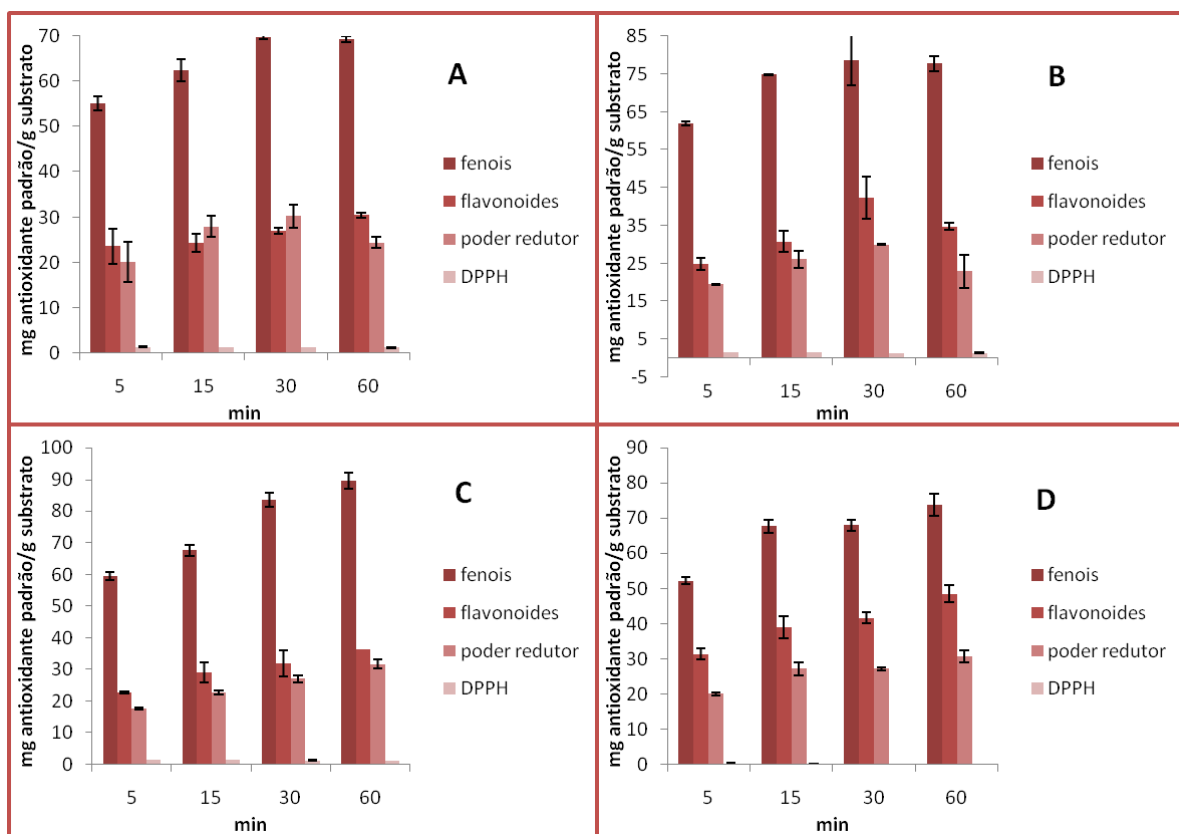 A
mg antioxidante padrão/g substrato
70
60
50
40
30
20
10
0
5 15 30 60
min
fenois
flavonoides
poder redutor
DPPH
B
mg antioxidante padrão/g substrato
85
75
65
55
45
35
25
15
5
-5
5 15 30 60
min
fenois
flavonoides
poder redutor
DPPH
C
mg antioxidante padrão/g substrato
100
90
80
70
60
50
40
30
20
10
0
5 15 30 60
min
fenois
flavonoides
poder redutor
DPPH
D
mg antioxidante padrão/g substrato
90
80
70
60
50
40
30
20
10
0
5 15 30 60
min
fenois
flavonoides
poder redutor
DPPH